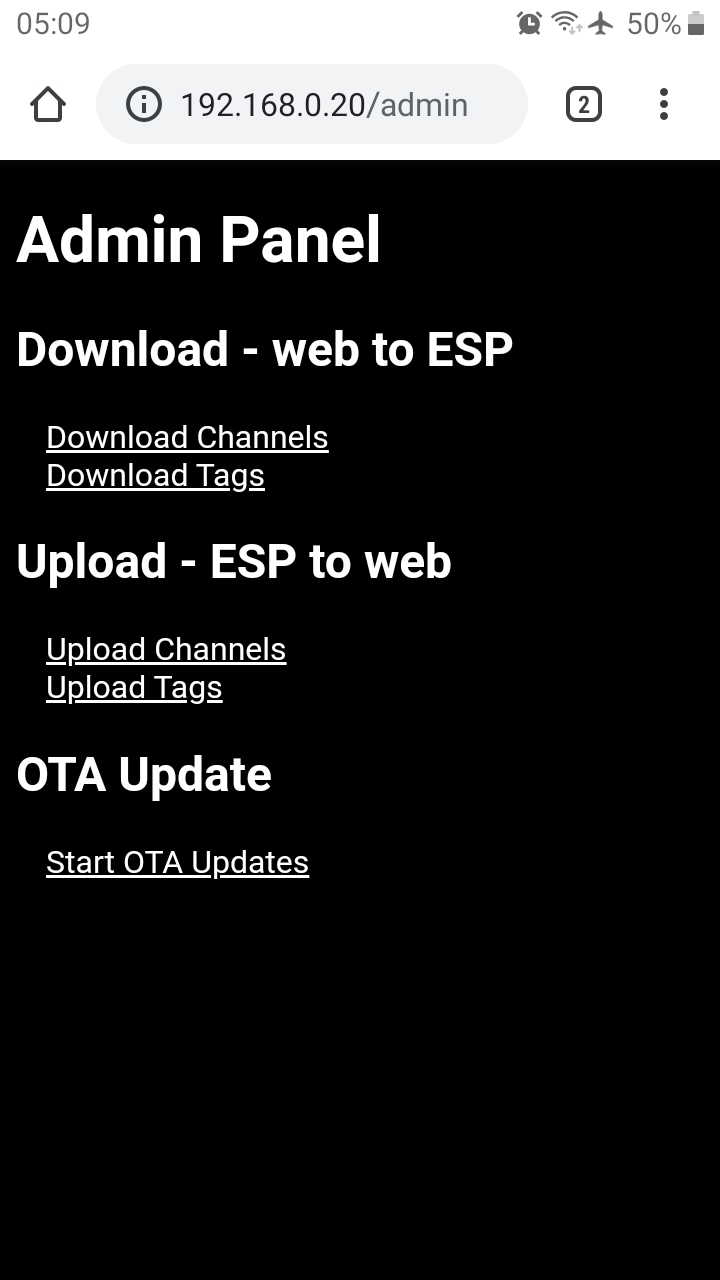 05:09
50%
192.168.0.20/admin
2
Admin Panel
Download - web to ESP
Download Channels
Download Tags
Upload - ESP to web
Upload Channels
Upload Tags
OTA Update
Start OTA Updates